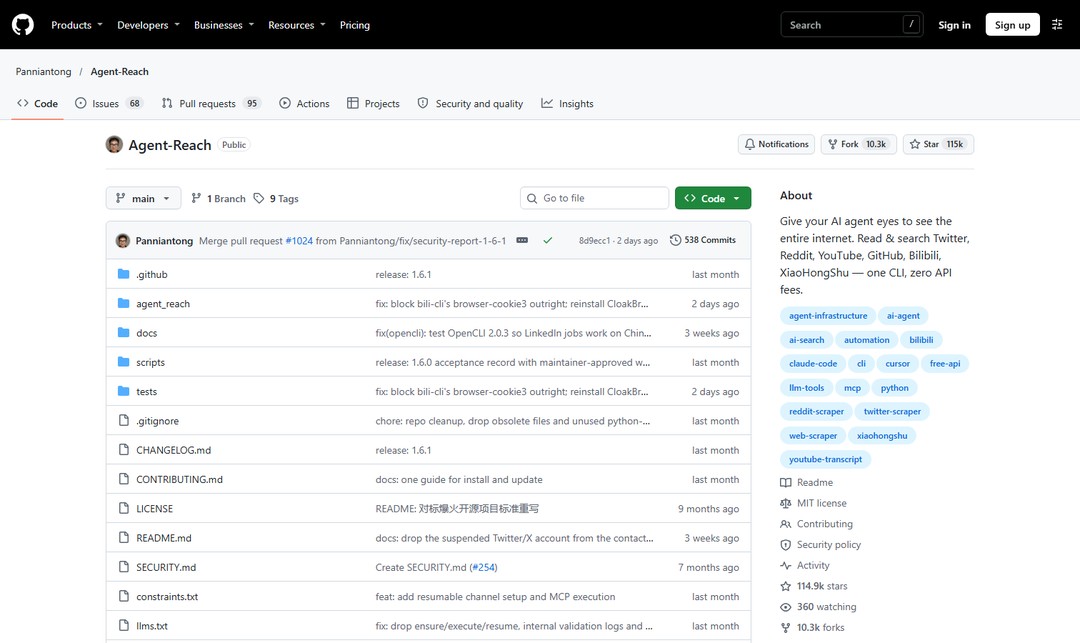 Products Developers Businesses Resources Pricing Search / Sign in Sign up
Panniantong / Agent-Reach
Code Issues 68 Pull requests 95 Actions Projects Security and quality Insights
Agent-Reach Public Notifications Fork 10.3k Star 115k
main 1 Branch 9 Tags Go to file Code
Panniantong Merge pull request #1024 from Panniantong/fix/security-report-1-6-1 8d9ecc1 · 2 days ago 538 Commits
.github release: 1.6.1 last month
agent_reach fix: block bili-cli's browser-cookie3 outright; reinstall CloakBr... 2 days ago
docs fix(opencli): test OpenCLI 2.0.3 so LinkedIn jobs work on Chin... 3 weeks ago
scripts release: 1.6.0 acceptance record with maintainer-approved w... last month
tests fix: block bili-cli's browser-cookie3 outright; reinstall CloakBr... 2 days ago
.gitignore chore: repo cleanup, drop obsolete files and unused python-... last month
CHANGELOG.md release: 1.6.1 last month
CONTRIBUTING.md docs: one guide for install and update last month
LICENSE README: 对标爆火开源项目标准重写 9 months ago
README.md docs: drop the suspended Twitter/X account from the contact... 3 weeks ago
SECURITY.md Create SECURITY.md (#254) 7 months ago
constraints.txt feat: add resumable channel setup and MCP execution last month
llms.txt fix: drop ensure/execute/resume, internal validation logs and ... last month
About
Give your AI agent eyes to see the
entire internet. Read & search Twitter,
Reddit, YouTube, GitHub, Bilibili,
XiaoHongShu — one CLI, zero API
fees.
agent-infrastructure ai-agent
ai-search automation bilibili
claude-code cli cursor free-api
llm-tools mcp python
reddit-scraper twitter-scraper
web-scraper xiaohongshu
youtube-transcript
Readme
MIT license
Contributing
Security policy
Activity
114.9k stars
360 watching
10.3k forks